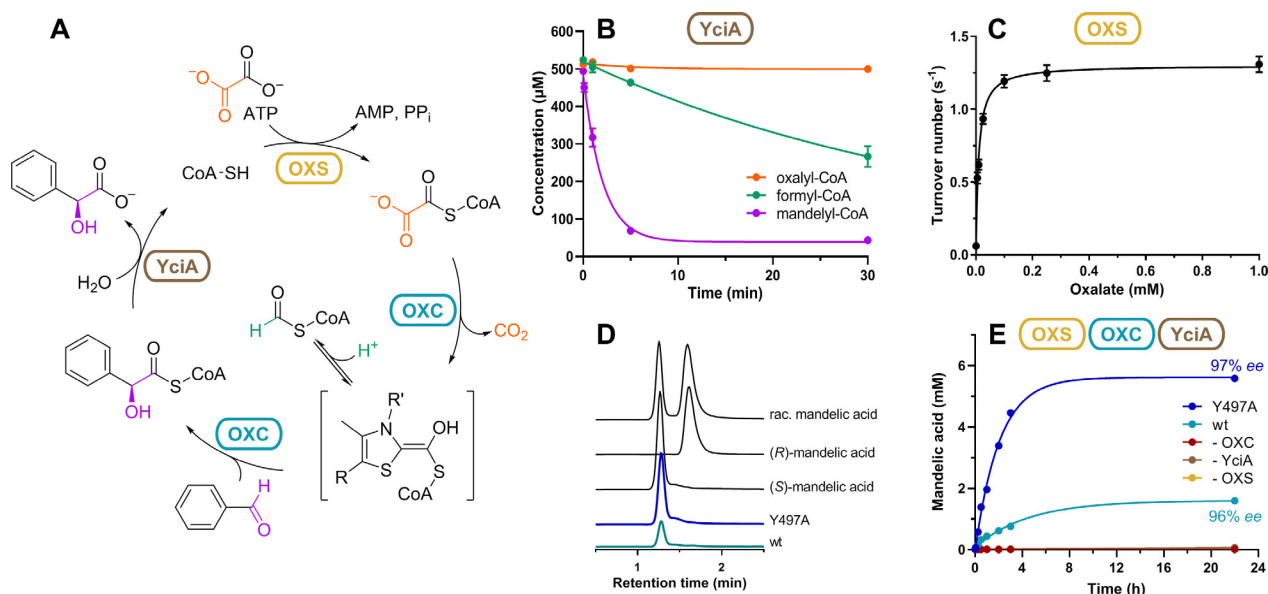 A
⁻O
O
O
O⁻
ATP
AMP, PPᵢ
CoA-SH
OXS
O
O⁻
OH
YciA
H₂O
⁻O
O
O
S
CoA
OXC
CO₂
O
H
S
CoA
H⁺
O
S
CoA
OH
OXC
R'
N
OH
R
S
S
CoA
H
O
B
YciA
Concentration (µM)
600
500
400
300
200
100
0
oxalyl-CoA
formyl-CoA
mandelyl-CoA
0
10
20
30
Time (min)
C
OXS
Turnover number (s⁻¹)
1.5
1.0
0.5
0.0
0.0
0.2
0.4
0.6
0.8
1.0
Oxalate (mM)
D
rac. mandelic acid
(R)-mandelic acid
(S)-mandelic acid
Y497A
wt
1
2
Retention time (min)
E
OXS
OXC
YciA
Mandelic acid (mM)
6
4
2
0
97% ee
Y497A
wt
- OXC
- YciA
- OXS
96% ee
0
4
8
12
16
20
24
Time (h)